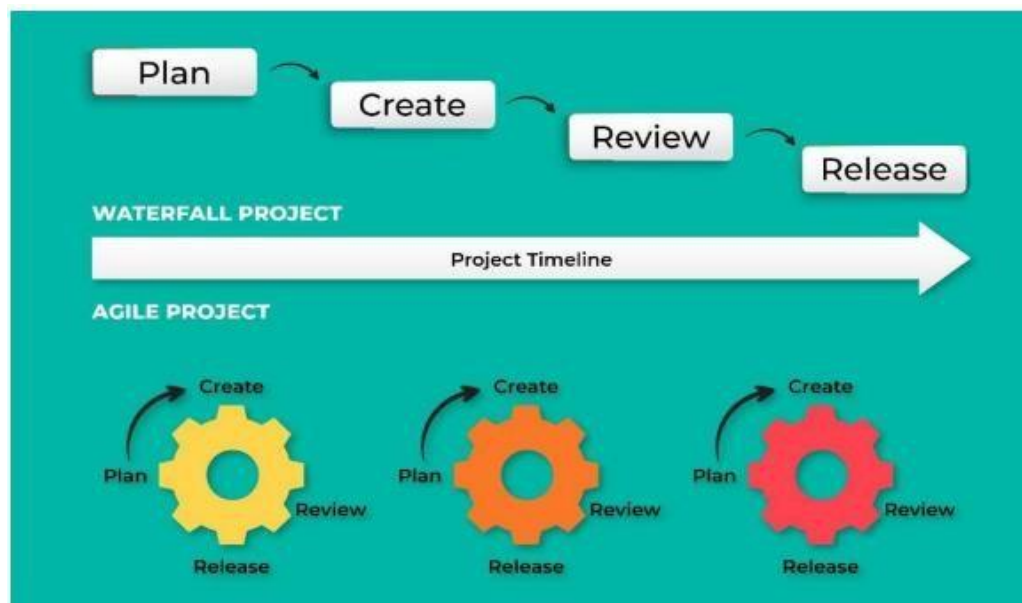 Plan
Create
Review
Release
WATERFALL PROJECT
Project Timeline
AGILE PROJECT
Create
Plan
Review
Release
Create
Plan
Review
Release
Create
Plan
Review
Release